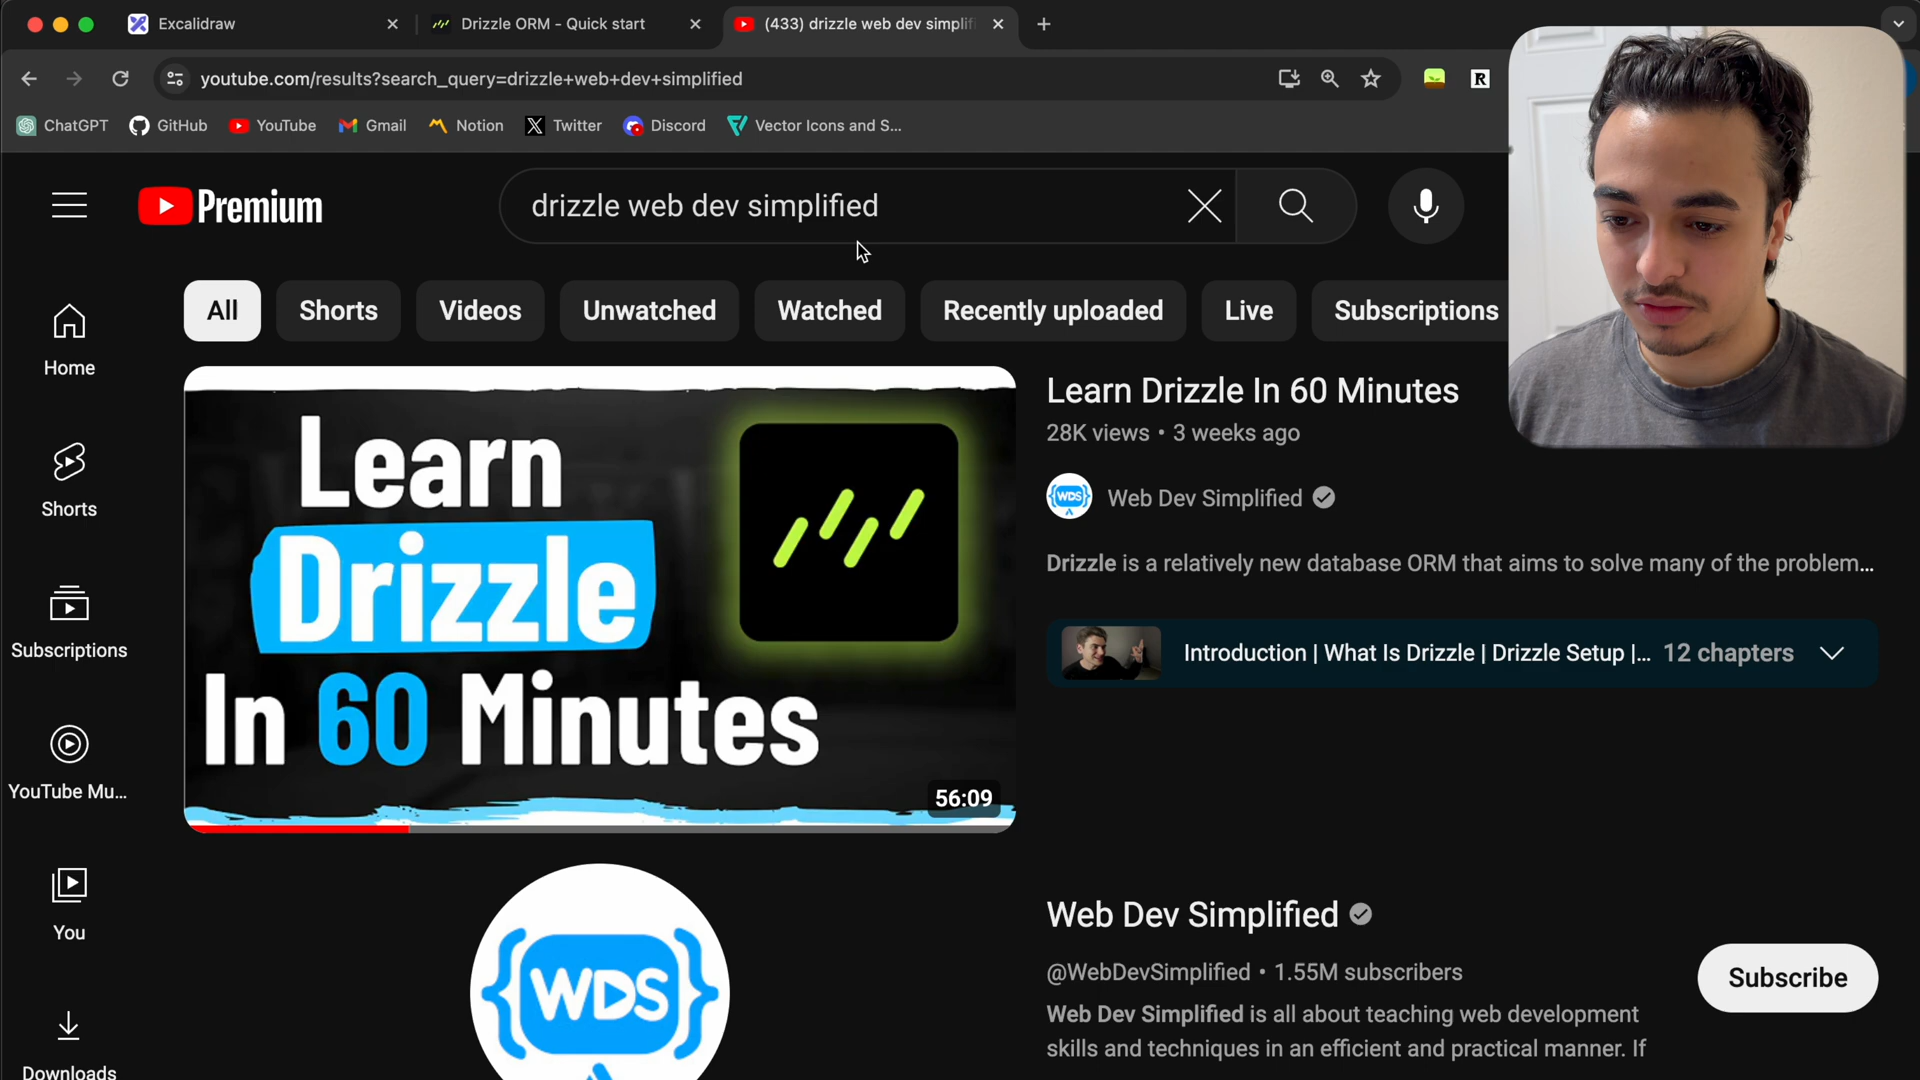 Excalidraw
Drizzle ORM - Quick start
(433) drizzle web dev simplifi
youtube.com/results?search_query=drizzle+web+dev+simplified
R
ChatGPT
GitHub
YouTube
Gmail
Notion
Twitter
Discord
Vector Icons and S...
Premium
drizzle web dev simplified
All
Shorts
Videos
Unwatched
Watched
Recently uploaded
Live
Subscriptions
Home
Shorts
Subscriptions
YouTube Mu...
You
Downloads
Learn
Drizzle
In 60 Minutes
56:09
Learn Drizzle In 60 Minutes
28K views • 3 weeks ago
WDS
Web Dev Simplified
Drizzle is a relatively new database ORM that aims to solve many of the problem...
Introduction | What Is Drizzle | Drizzle Setup |... 12 chapters
{WDS}
Web Dev Simplified
@WebDevSimplified • 1.55M subscribers
Subscribe
Web Dev Simplified is all about teaching web development
skills and techniques in an efficient and practical manner. If